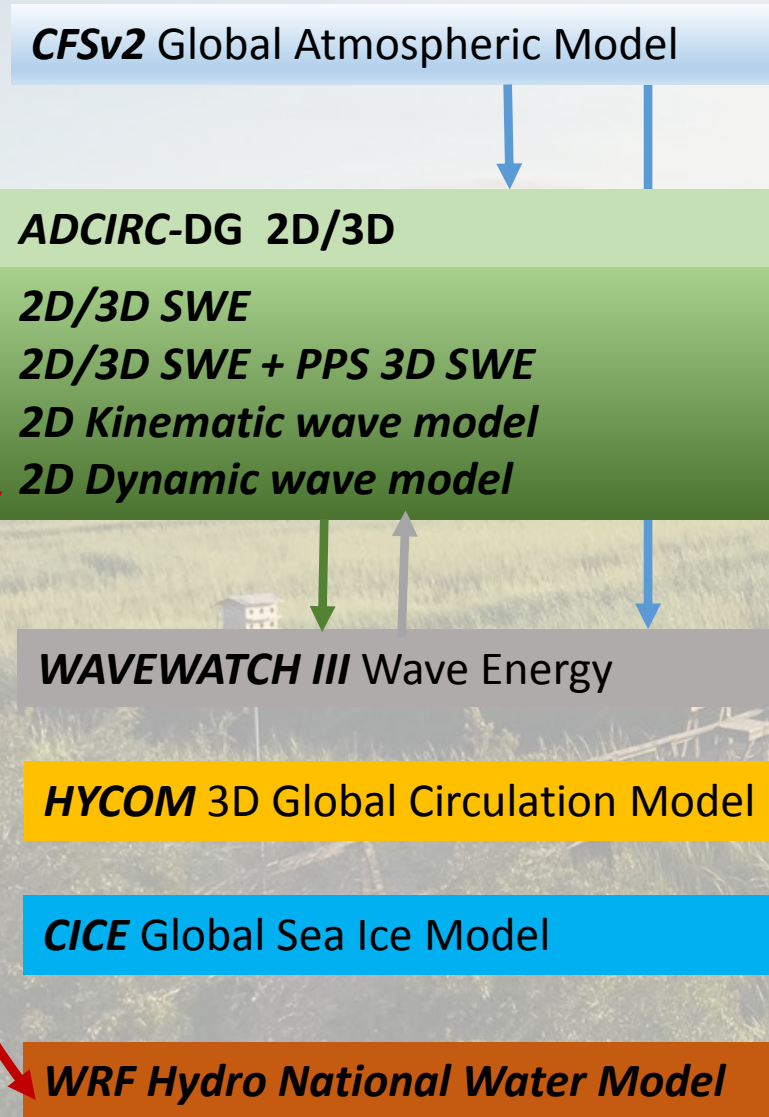 CFSv2 Global Atmospheric Model
ADCIRC-DG 2D/3D
2D/3D SWE
2D/3D SWE + PPS 3D SWE
2D Kinematic wave model
2D Dynamic wave model
WAVEWATCH III Wave Energy
HYCOM 3D Global Circulation Model
CICE Global Sea Ice Model
WRF Hydro National Water Model